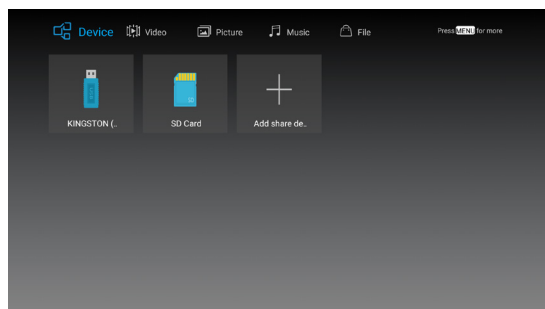 Device Video Picture Music File Press MENU for more
KINGSTON (.. SD Card Add share de..